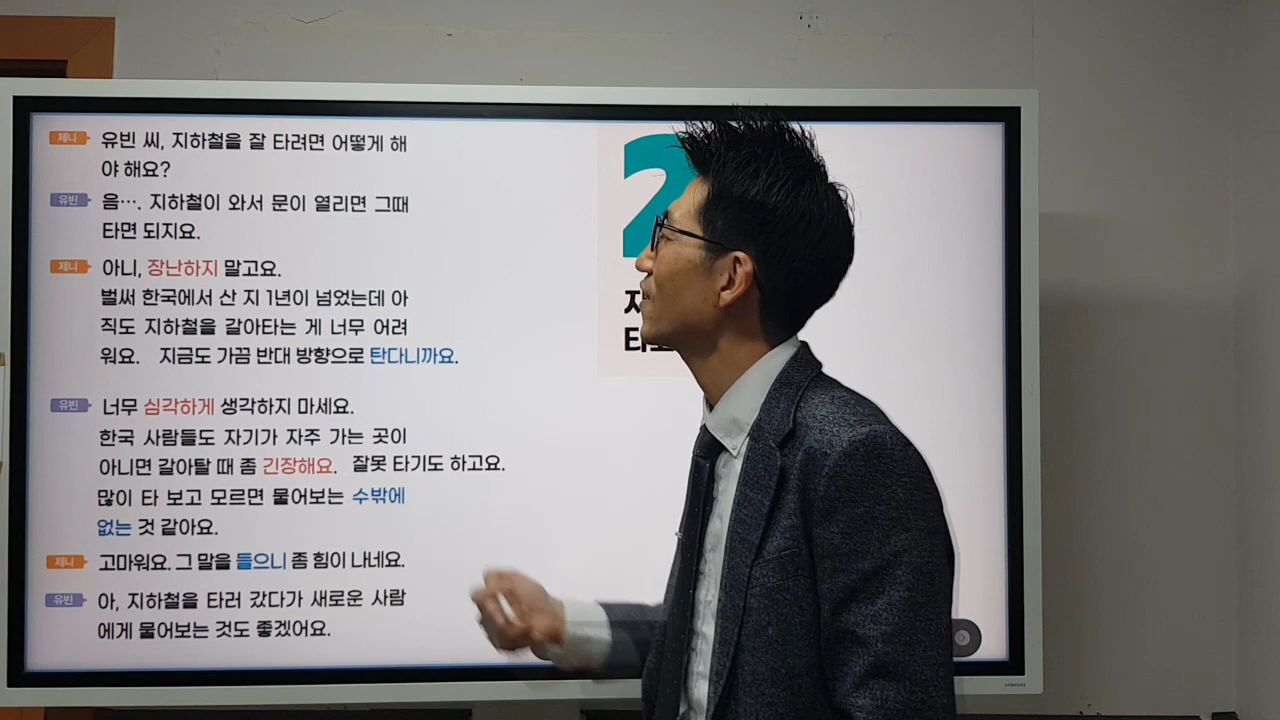 제니 유빈 씨, 지하철을 잘 타려면 어떻게 해
야 해요?
유빈 음…. 지하철이 와서 문이 열리면 그때
타면 되지요.
제니 아니, 장난하지 말고요.
벌써 한국에서 산 지 1년이 넘었는데 아
직도 지하철을 갈아타는 게 너무 어려
워요. 지금도 가끔 반대 방향으로 탄다니까요.
유빈 너무 심각하게 생각하지 마세요.
한국 사람들도 자기가 자주 가는 곳이
아니면 갈아탈 때 좀 긴장해요. 잘못 타기도 하고요.
많이 타 보고 모르면 물어보는 수밖에
없는 것 같아요.
제니 고마워요. 그 말을 들으니 좀 힘이 나네요.
유빈 아, 지하철을 타러 갔다가 새로운 사람
에게 물어보는 것도 좋겠어요.
2
SAMSUNG